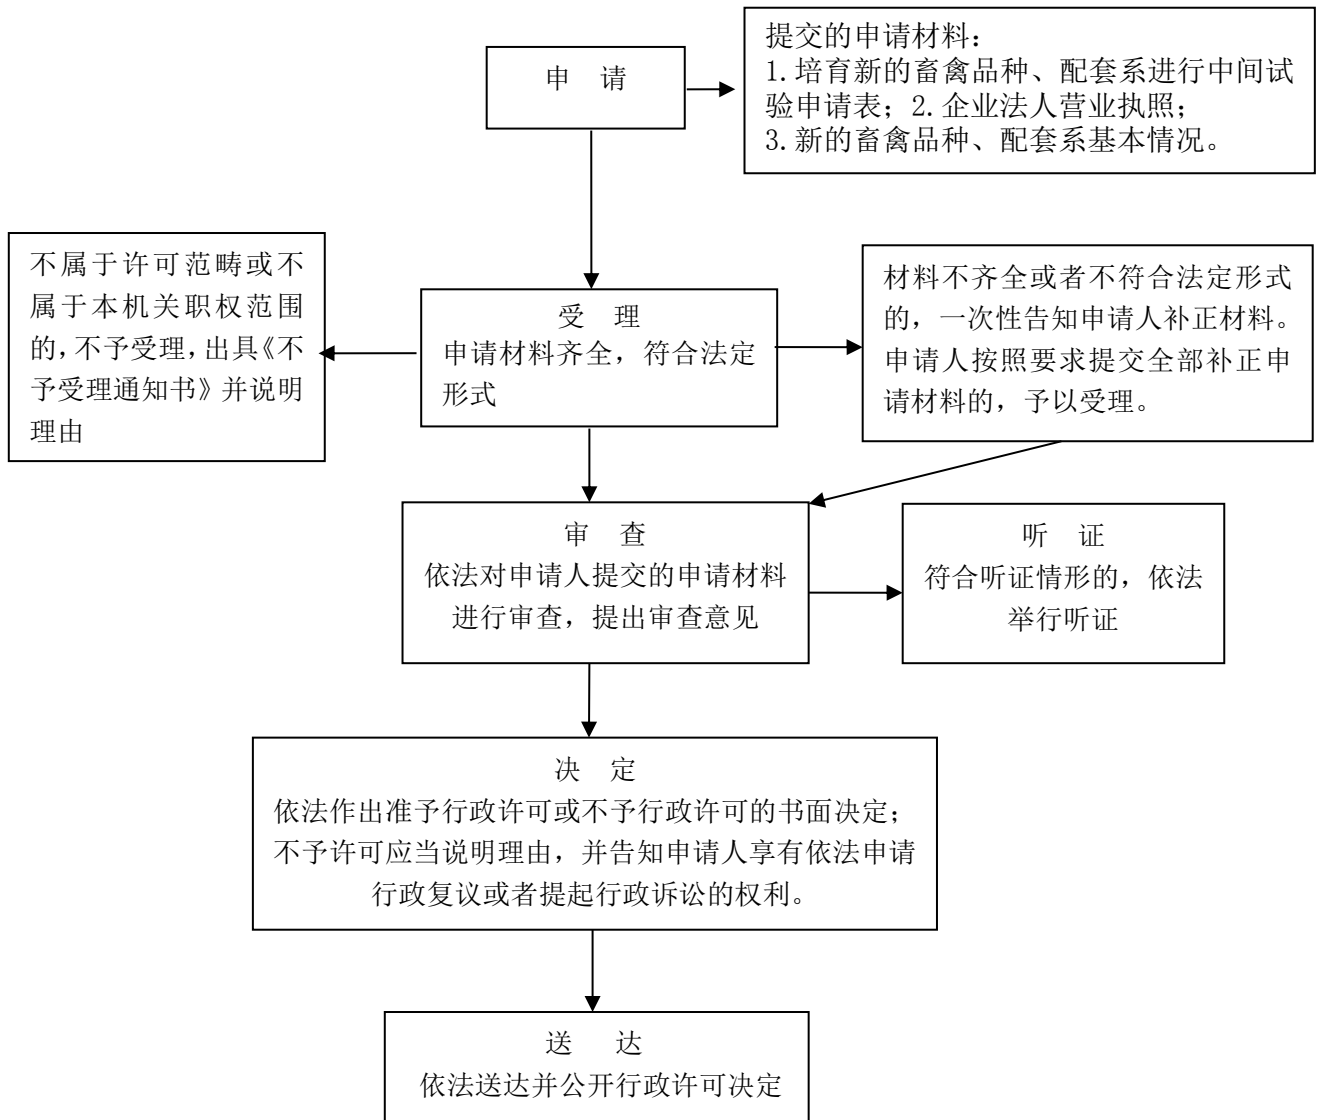 申 请
提交的申请材料：
1.培育新的畜禽品种、配套系进行中间试
验申请表；2.企业法人营业执照；
3.新的畜禽品种、配套系基本情况。
不属于许可范畴或不
属于本机关职权范围
的，不予受理，出具《不
予受理通知书》并说明
理由
受 理
申请材料齐全，符合法定
形式
材料不齐全或者不符合法定形式
的，一次性告知申请人补正材料。
申请人按照要求提交全部补正申
请材料的，予以受理。
审 查
依法对申请人提交的申请材料
进行审查，提出审查意见
听 证
符合听证情形的，依法
举行听证
决 定
依法作出准予行政许可或不予行政许可的书面决定；
不予许可应当说明理由，并告知申请人享有依法申请
行政复议或者提起行政诉讼的权利。
送 达
依法送达并公开行政许可决定